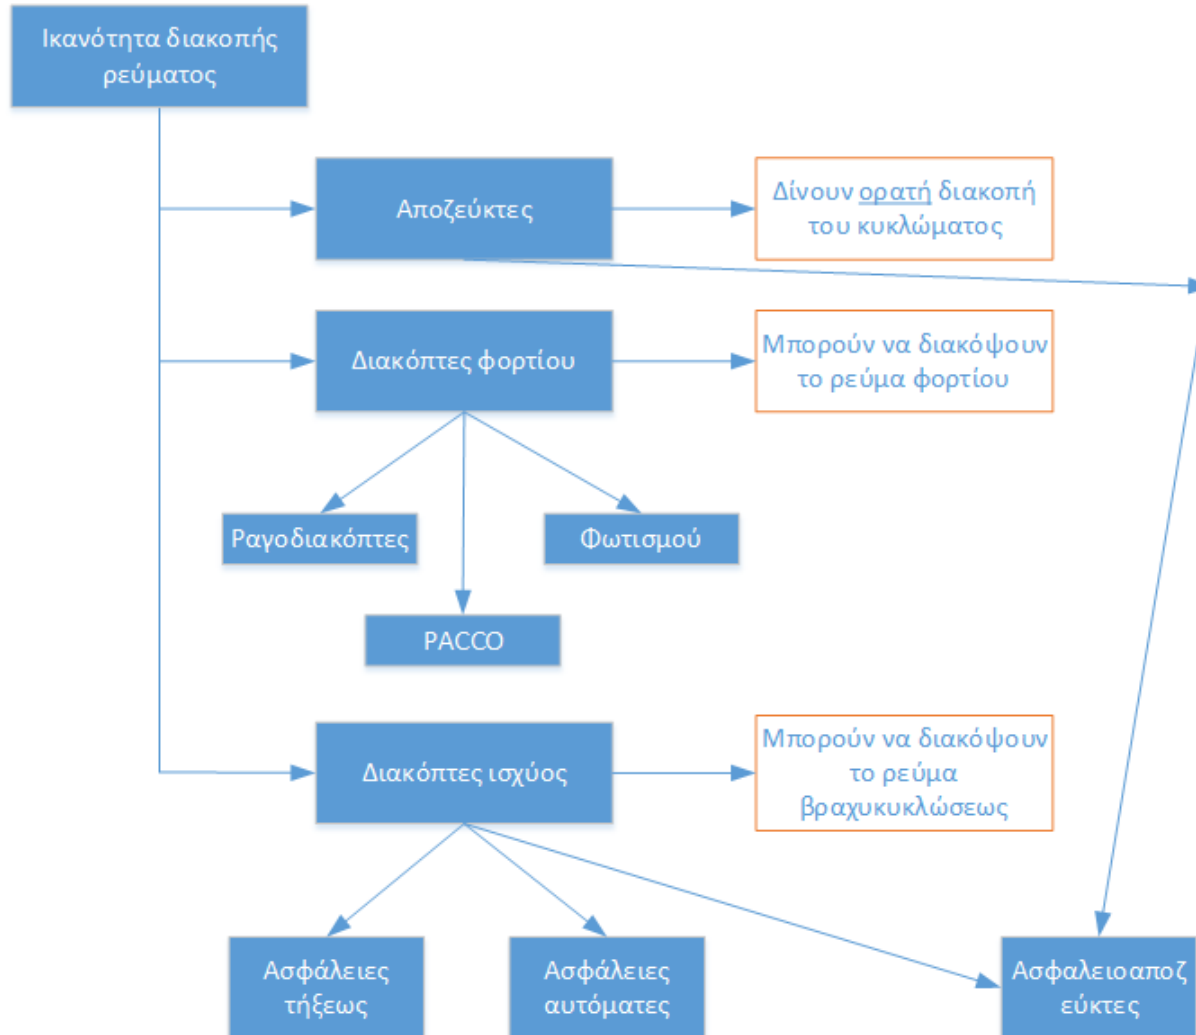 Ικανότητα διακοπής
ρεύματος
Αποζεύκτες
Δίνουν ορατή διακοπή
του κυκλώματος
Διακόπτες φορτίου
Μπορούν να διακόψουν
το ρεύμα φορτίου
Ραγοδιακόπτες
Φωτισμού
PACCO
Διακόπτες ισχύος
Μπορούν να διακόψουν
το ρεύμα
βραχυκυκλώσεως
Ασφάλειες
τήξεως
Ασφάλειες
αυτόματες
Ασφαλειοαποζ
εύκτες